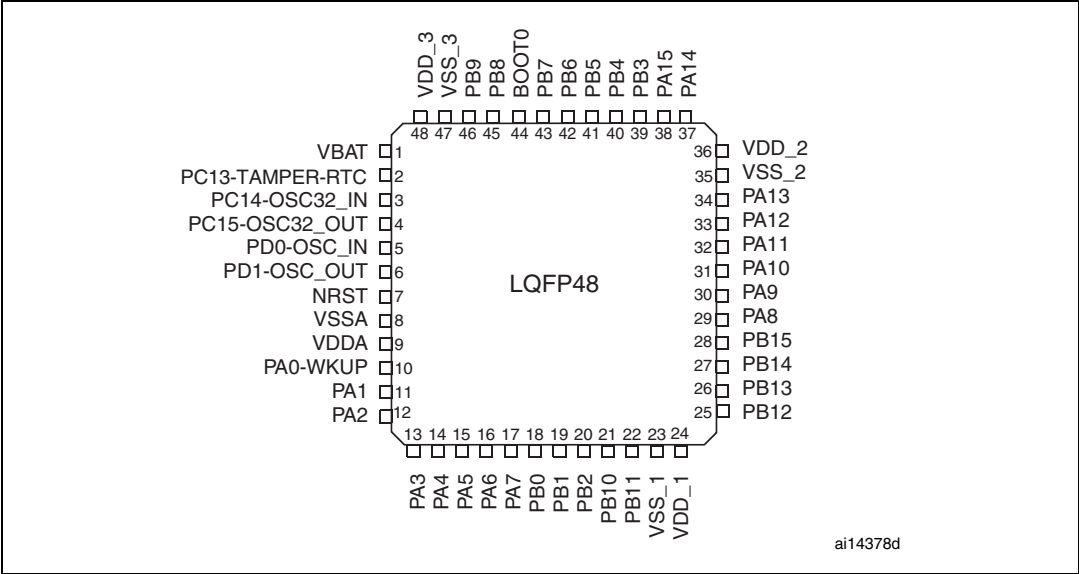 VDD_3
VSS_3
PB9
PB8
BOOT0
PB7
PB6
PB5
PB4
PB3
PA15
PA14
48 47 46 45 44 43 42 41 40 39 38 37
VBAT 1
PC13-TAMPER-RTC 2
PC14-OSC32_IN 3
PC15-OSC32_OUT 4
PD0-OSC_IN 5
PD1-OSC_OUT 6
NRST 7
VSSA 8
VDDA 9
PA0-WKUP 10
PA1 11
PA2 12
LQFP48
36 VDD_2
35 VSS_2
34 PA13
33 PA12
32 PA11
31 PA10
30 PA9
29 PA8
28 PB15
27 PB14
26 PB13
25 PB12
13 14 15 16 17 18 19 20 21 22 23 24
PA3
PA4
PA5
PA6
PA7
PB0
PB1
PB2
PB10
PB11
VSS_1
VDD_1
ai14378d